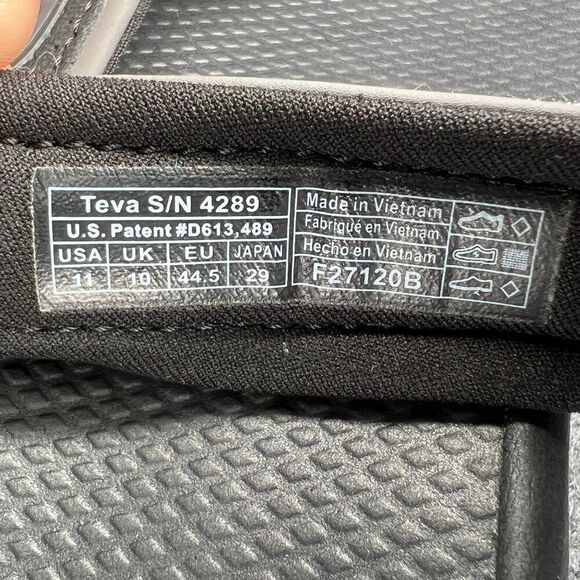 Teva S/N 4289
U.S. Patent #D613,489
USA UK EU JAPAN
11 10 44.5 29
Made in Vietnam
Fabriqué en Vietnam
Hecho en Vietnam
F27120B